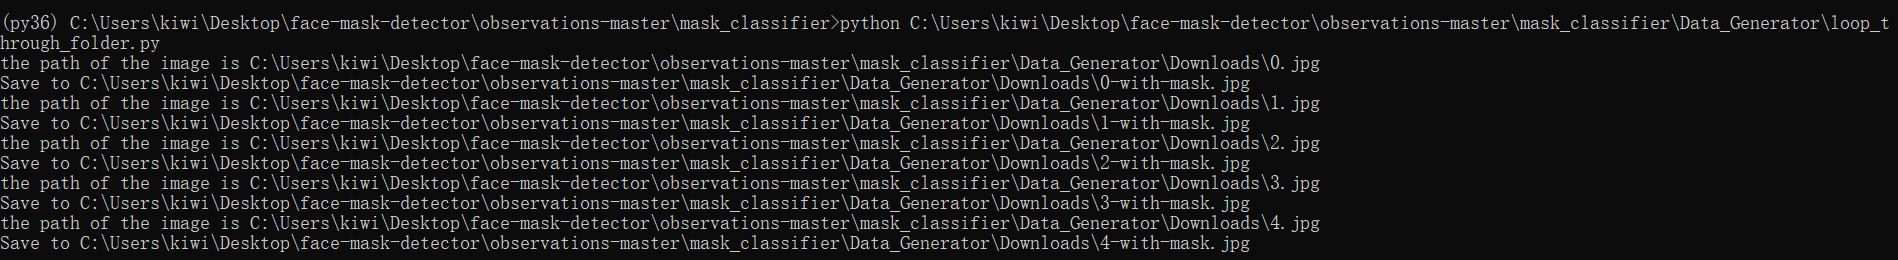 (py36) C:\Users\kiwi\Desktop\face-mask-detector\observations-master\mask_classifier>python C:\Users\kiwi\Desktop\face-mask-detector\observations-master\mask_classifier\Data_Generator\loop_t
hrough_folder.py
the path of the image is C:\Users\kiwi\Desktop\face-mask-detector\observations-master\mask_classifier\Data_Generator\Downloads\0.jpg
Save to C:\Users\kiwi\Desktop\face-mask-detector\observations-master\mask_classifier\Data_Generator\Downloads\0-with-mask.jpg
the path of the image is C:\Users\kiwi\Desktop\face-mask-detector\observations-master\mask_classifier\Data_Generator\Downloads\1.jpg
Save to C:\Users\kiwi\Desktop\face-mask-detector\observations-master\mask_classifier\Data_Generator\Downloads\1-with-mask.jpg
the path of the image is C:\Users\kiwi\Desktop\face-mask-detector\observations-master\mask_classifier\Data_Generator\Downloads\2.jpg
Save to C:\Users\kiwi\Desktop\face-mask-detector\observations-master\mask_classifier\Data_Generator\Downloads\2-with-mask.jpg
the path of the image is C:\Users\kiwi\Desktop\face-mask-detector\observations-master\mask_classifier\Data_Generator\Downloads\3.jpg
Save to C:\Users\kiwi\Desktop\face-mask-detector\observations-master\mask_classifier\Data_Generator\Downloads\3-with-mask.jpg
the path of the image is C:\Users\kiwi\Desktop\face-mask-detector\observations-master\mask_classifier\Data_Generator\Downloads\4.jpg
Save to C:\Users\kiwi\Desktop\face-mask-detector\observations-master\mask_classifier\Data_Generator\Downloads\4-with-mask.jpg